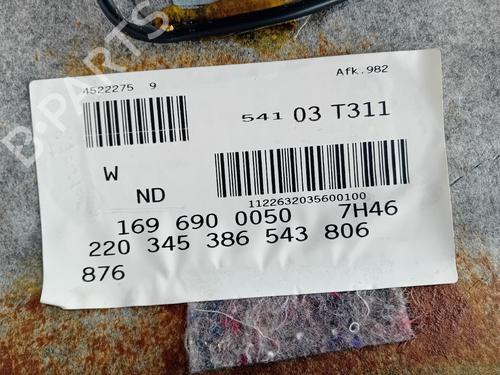 B-PARTS
4522275 9
Afk.982
541 03 T311
W
ND
1122632035600100
169 690 0050 7H46
220 345 386 543 806
876